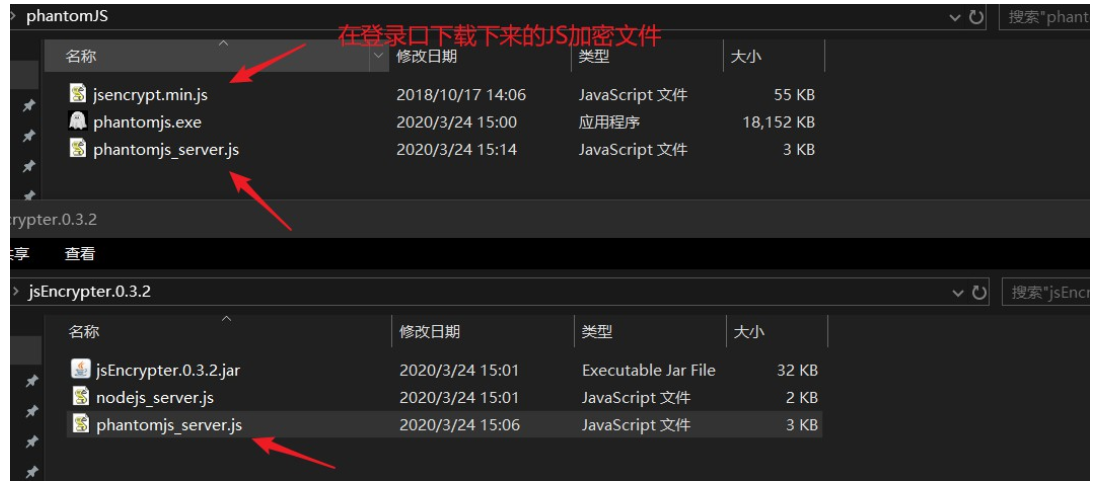 phantomJS
搜索"phant
在登录口下载下来的JS加密文件
名称 修改日期 类型 大小
jsencrypt.min.js 2018/10/17 14:06 JavaScript 文件 55 KB
phantomjs.exe 2020/3/24 15:00 应用程序 18,152 KB
phantomjs_server.js 2020/3/24 15:14 JavaScript 文件 3 KB
crypter.0.3.2
共享 查看
jsEncrypter.0.3.2
搜索"jsEncr
名称 修改日期 类型 大小
jsEncrypter.0.3.2.jar 2020/3/24 15:01 Executable Jar File 32 KB
nodejs_server.js 2020/3/24 15:01 JavaScript 文件 2 KB
phantomjs_server.js 2020/3/24 15:06 JavaScript 文件 3 KB